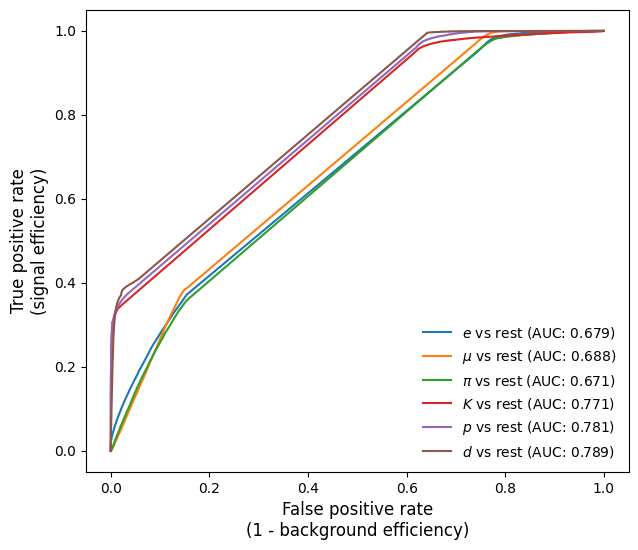 1.0
0.8
0.6
0.4
0.2
0.0
True positive rate
(signal efficiency)
e vs rest (AUC: 0.679)
μ vs rest (AUC: 0.688)
π vs rest (AUC: 0.671)
K vs rest (AUC: 0.771)
p vs rest (AUC: 0.781)
d vs rest (AUC: 0.789)
0.0 0.2 0.4 0.6 0.8 1.0
False positive rate
(1 - background efficiency)